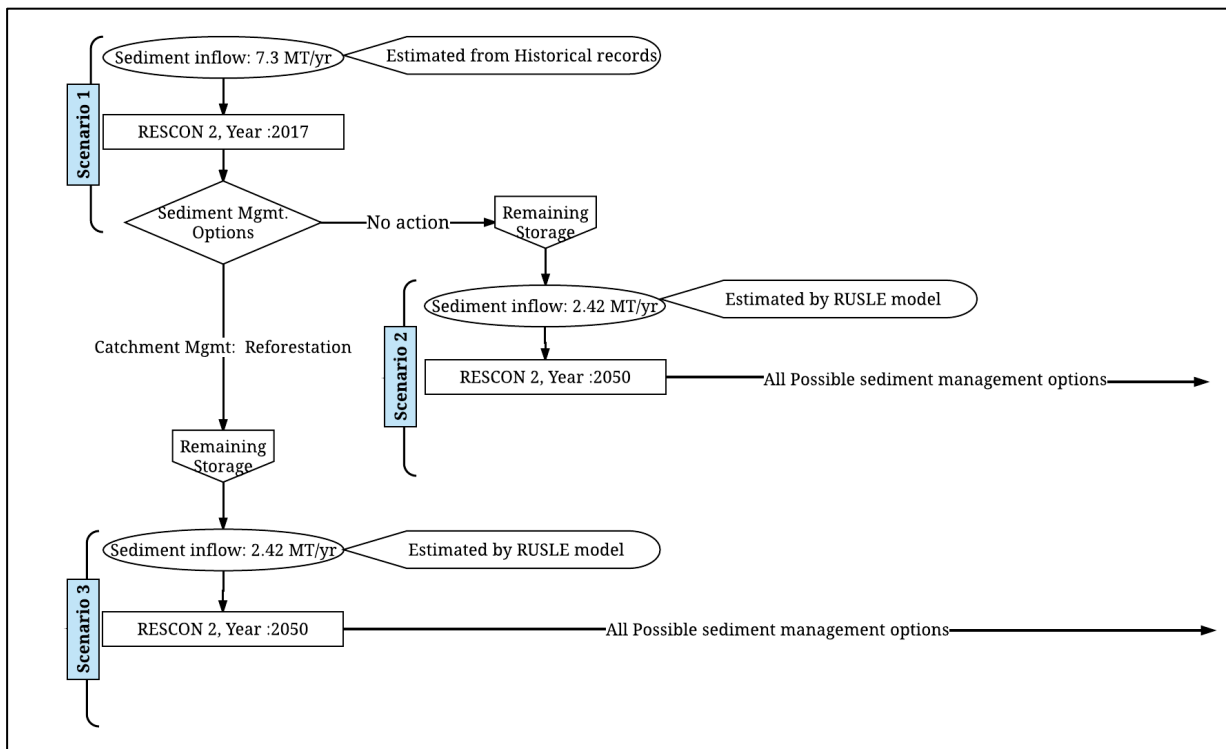 Scenario 1
Sediment inflow: 7.3 MT/yr
Estimated from Historical records
RESCON 2, Year :2017
Sediment Mgmt.
Options
No action
Remaining
Storage
Scenario 2
Sediment inflow: 2.42 MT/yr
Estimated by RUSLE model
RESCON 2, Year :2050
All Possible sediment management options
Catchment Mgmt:  Reforestation
Remaining
Storage
Scenario 3
Sediment inflow: 2.42 MT/yr
Estimated by RUSLE model
RESCON 2, Year :2050
All Possible sediment management options